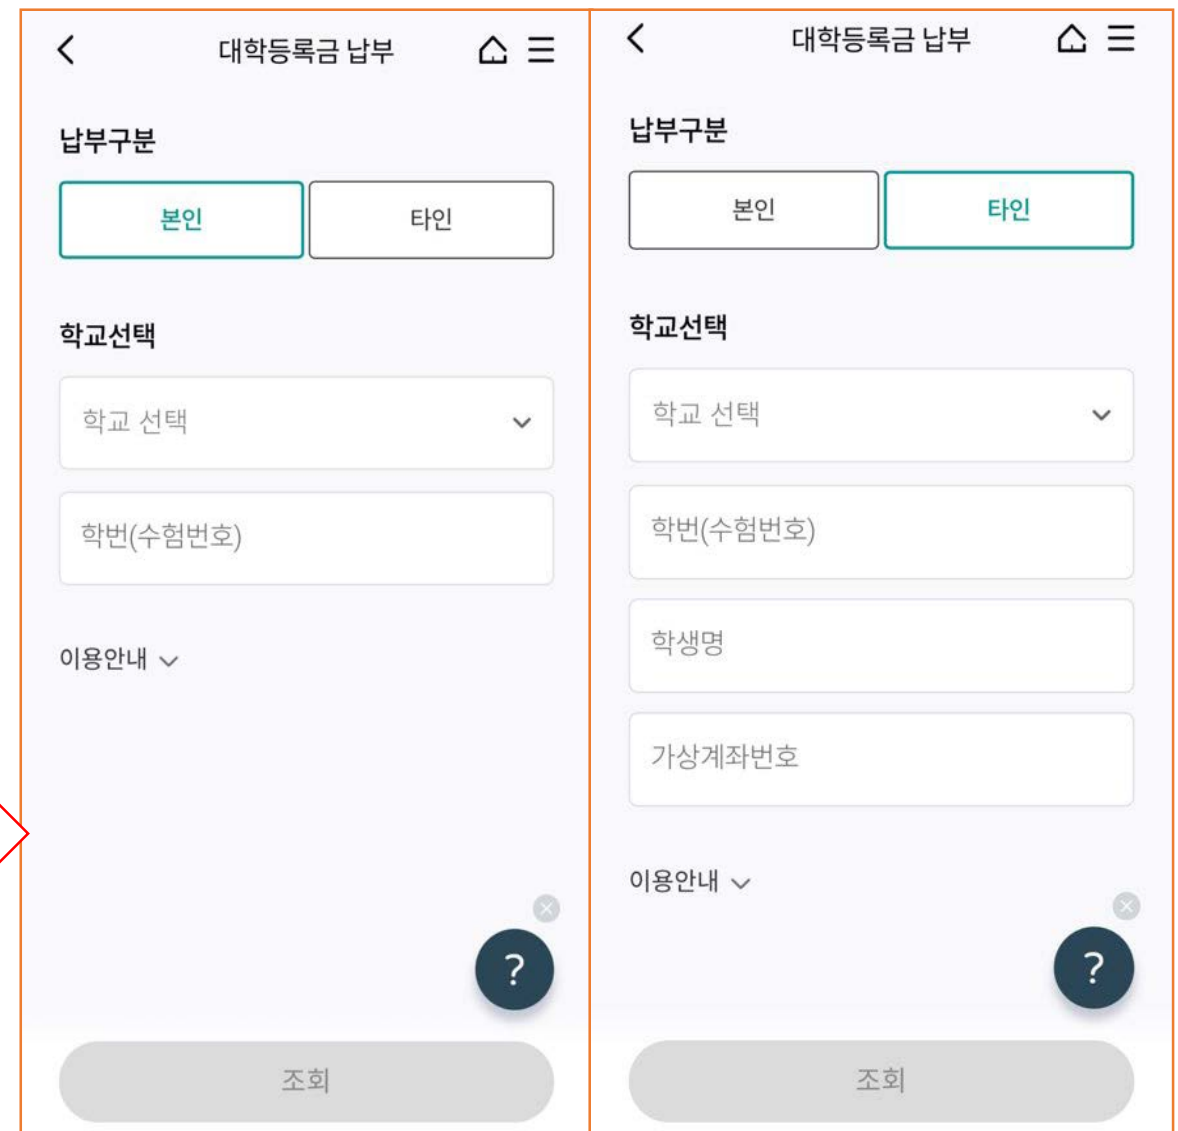 대학등록금 납부
납부구분
본인
타인
학교선택
학교 선택
학번(수험번호)
이용안내
?
조회
대학등록금 납부
납부구분
본인
타인
학교선택
학교 선택
학번(수험번호)
학생명
가상계좌번호
이용안내
?
조회